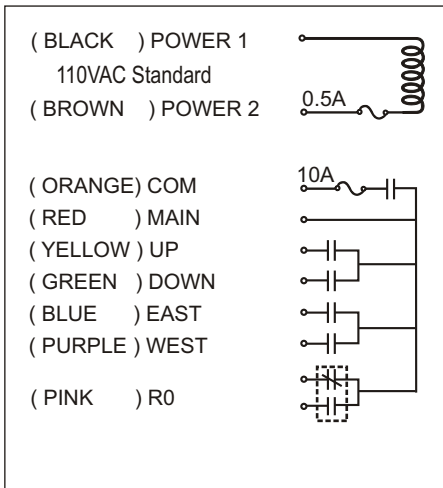 ( BLACK ) POWER 1
110VAC Standard
( BROWN ) POWER 2 0.5A
( ORANGE) COM 10A
( RED ) MAIN
( YELLOW ) UP
( GREEN ) DOWN
( BLUE ) EAST
( PURPLE ) WEST
( PINK ) R0